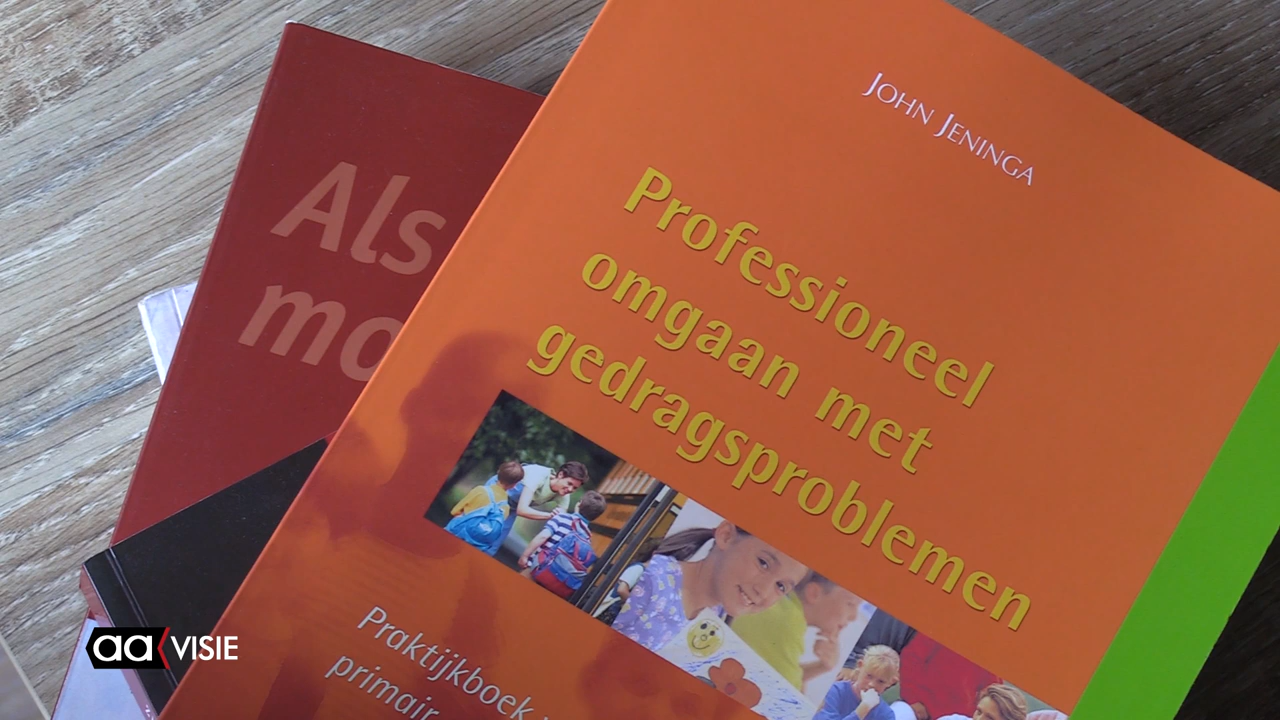 JOHN JENINGA
Professioneel
omgaan met
gedragsproblemen
Praktijkboek
primair
Als
mo
aa VISIE